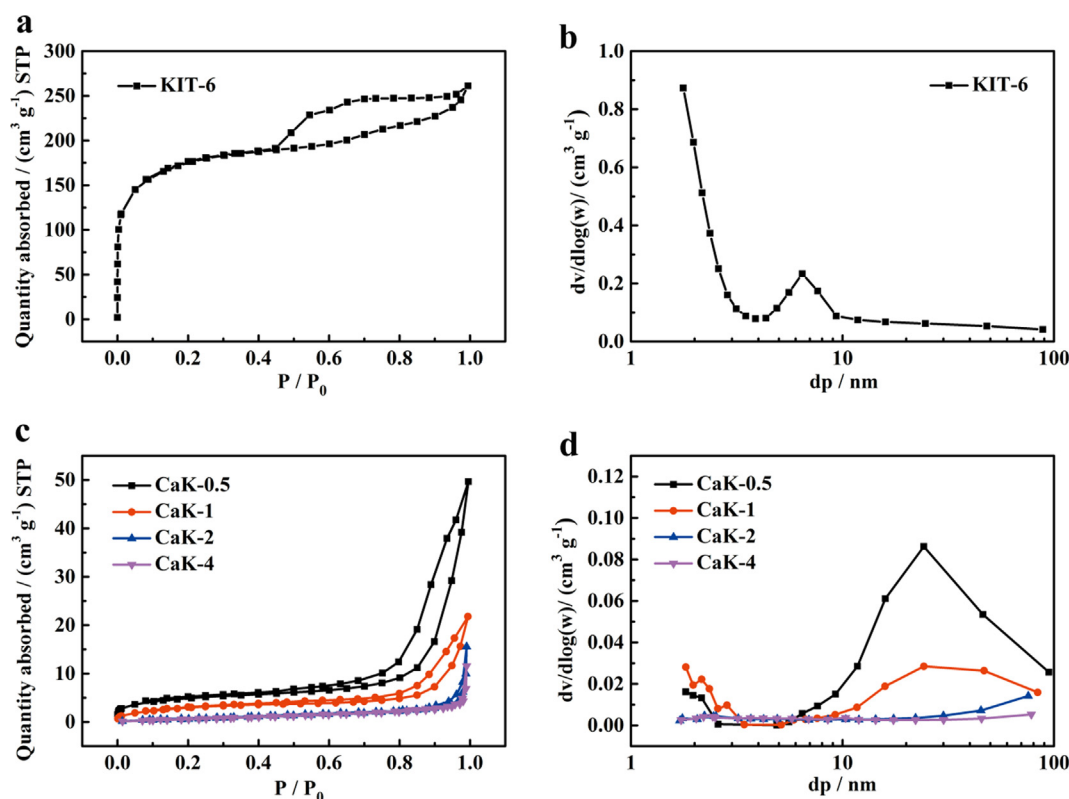 a
300
250
200
150
100
50
0
Quantity absorbed / (cm³ g⁻¹) STP
KIT-6
0.0 0.2 0.4 0.6 0.8 1.0
P / P₀
b
1.0
0.8
0.6
0.4
0.2
0.0
dv/dlog(w)/ (cm³ g⁻¹)
KIT-6
1 10 100
dp / nm
c
50
40
30
20
10
0
Quantity absorbed / (cm³ g⁻¹) STP
CaK-0.5
CaK-1
CaK-2
CaK-4
0.0 0.2 0.4 0.6 0.8 1.0
P / P₀
d
0.12
0.10
0.08
0.06
0.04
0.02
0.00
dv/dlog(w)/ (cm³ g⁻¹)
CaK-0.5
CaK-1
CaK-2
CaK-4
1 10 100
dp / nm